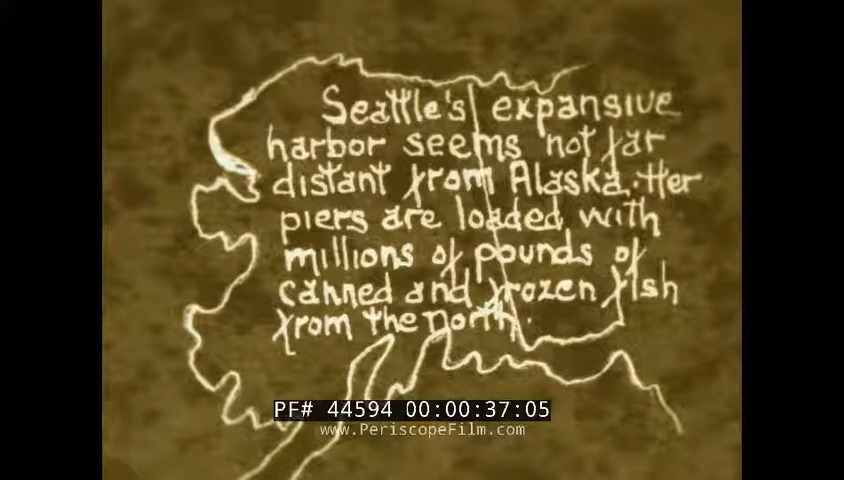 Seattle's expansive
harbor seems not far
distant from Alaska. Her
piers are loaded with
millions of pounds of
canned and frozen fish
from the north.
PF# 44594 00:00:37:05
www.PeriscopeFilm.com